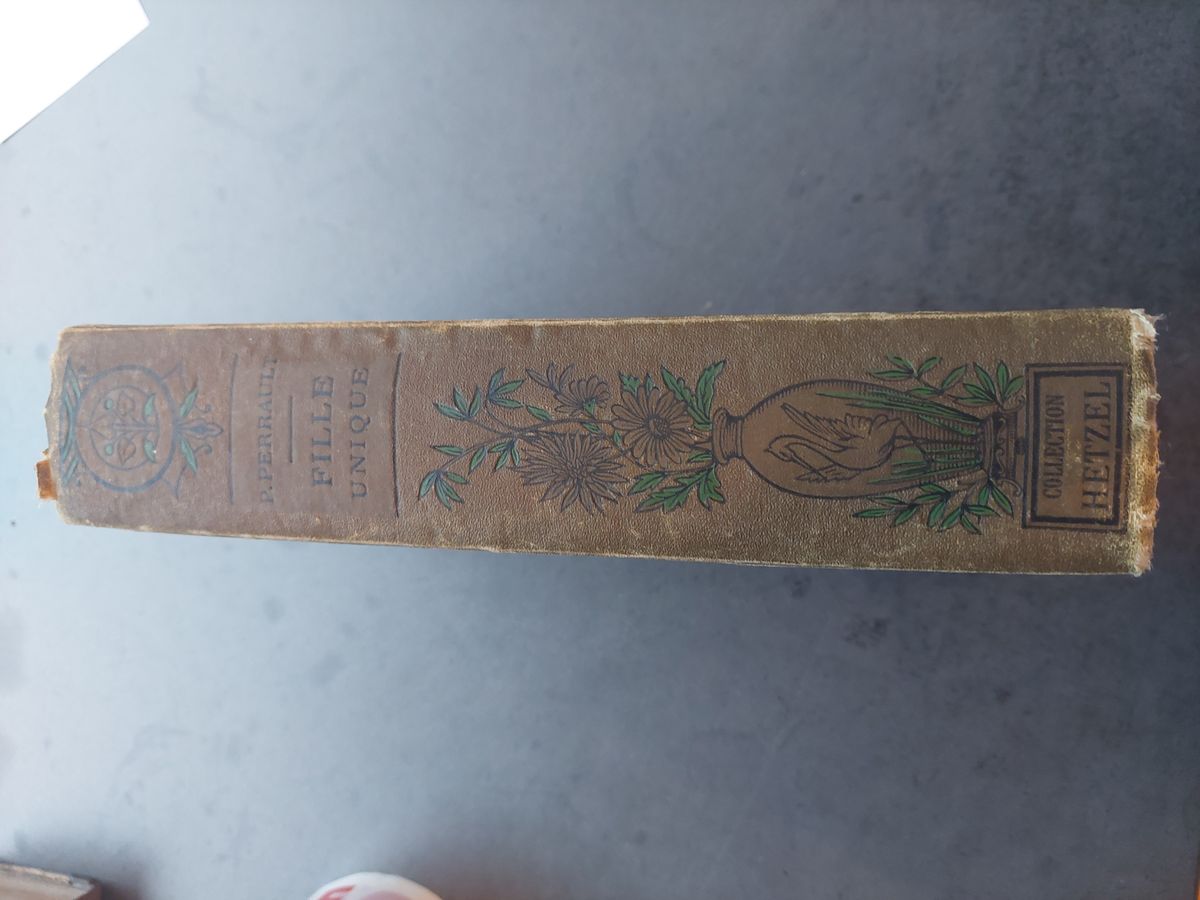 P. PERRAULT
FILLE
UNIQUE
COLLECTION
HETZEL